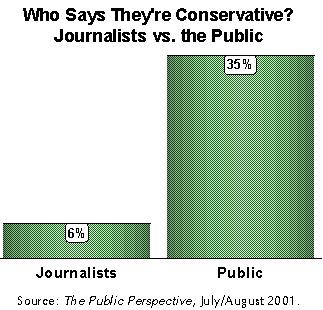 Who Says They're Conservative?
Journalists vs. the Public
35%
6%
Journalists Public
Source: The Public Perspective, July/August 2001.